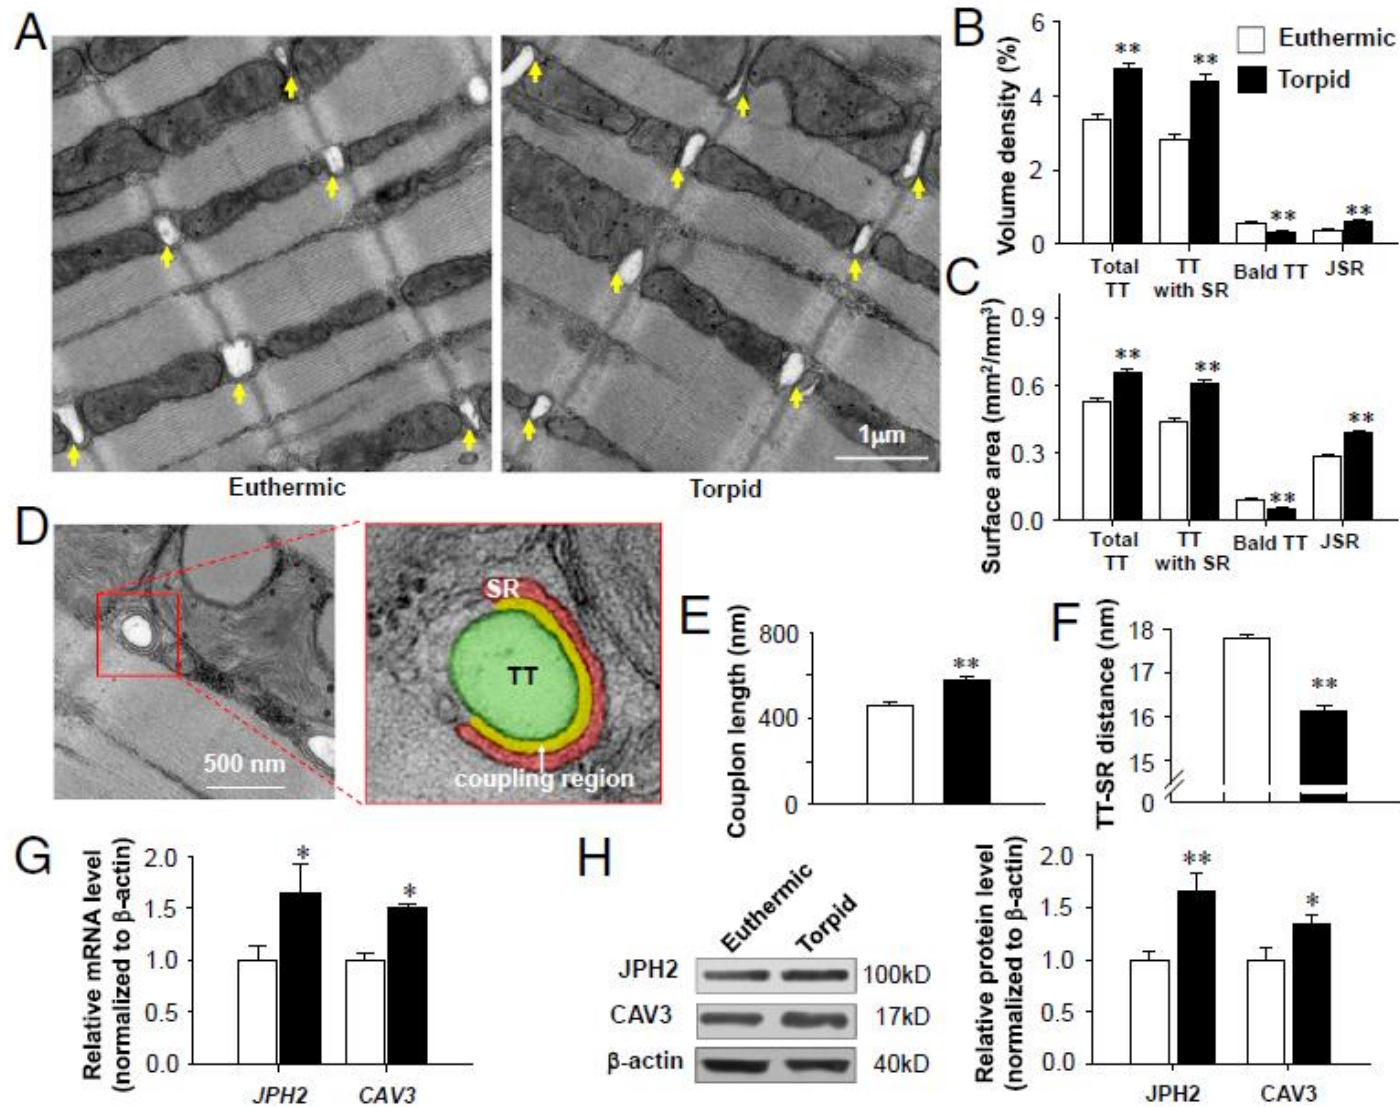 A
Euthermic
Torpid
1μm
B
Volume density (%)
6
4
2
0
Euthermic
Torpid
**
**
**
**
Total
TT
TT
with SR
Bald TT
JSR
C
Surface area (mm²/mm³)
0.9
0.6
0.3
0.0
**
**
**
**
Total
TT
TT
with SR
Bald TT
JSR
D
500 nm
SR
TT
coupling region
E
Couplon length (nm)
800
400
0
**
F
TT-SR distance (nm)
18
17
16
15
0
**
G
Relative mRNA level
(normalized to β-actin)
2.0
1.5
1.0
0.5
0.0
*
*
JPH2
CAV3
H
Euthermic
Torpid
JPH2
100kD
CAV3
17kD
β-actin
40kD
Relative protein level
(normalized to β-actin)
2.0
1.5
1.0
0.5
0.0
**
*
JPH2
CAV3